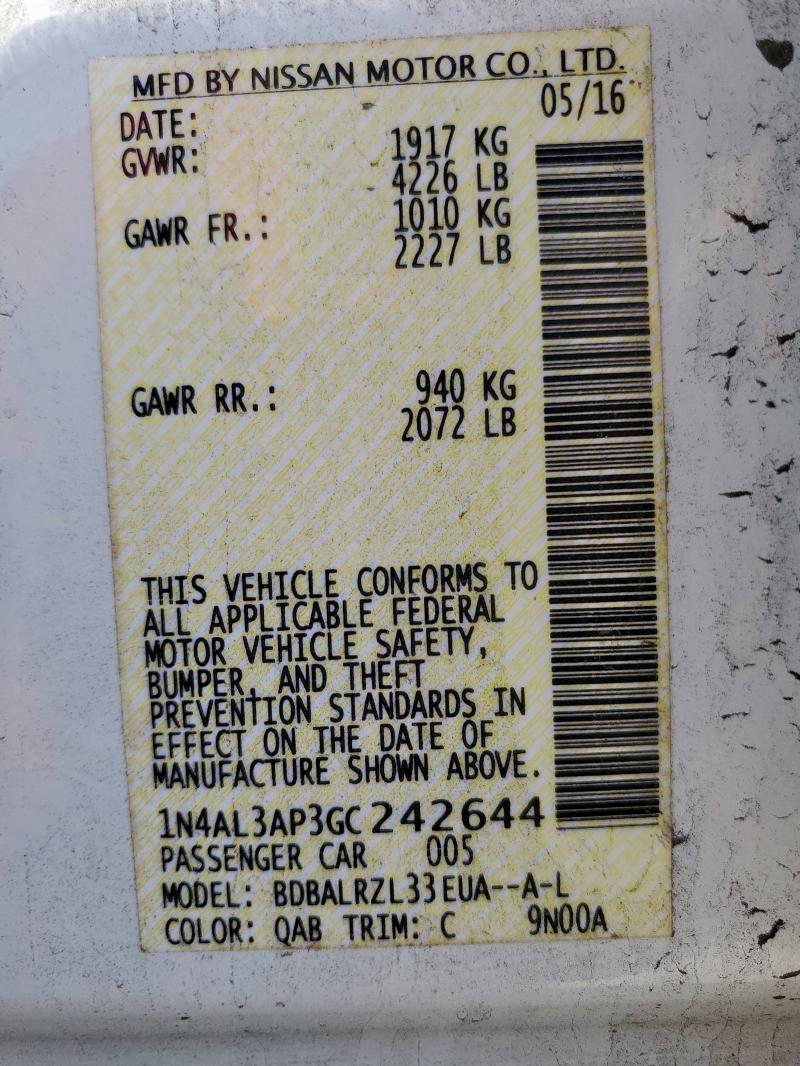 MFD BY NISSAN MOTOR CO., LTD.
DATE: 05/16
GVWR: 1917 KG
4226 LB
GAWR FR.: 1010 KG
2227 LB
GAWR RR.: 940 KG
2072 LB
THIS VEHICLE CONFORMS TO
ALL APPLICABLE FEDERAL
MOTOR VEHICLE SAFETY,
BUMPER, AND THEFT
PREVENTION STANDARDS IN
EFFECT ON THE DATE OF
MANUFACTURE SHOWN ABOVE.
1N4AL3AP3GC242644
PASSENGER CAR 005
MODEL: BDBALRZL33EUA--A-L
COLOR: QAB TRIM: C 9N00A